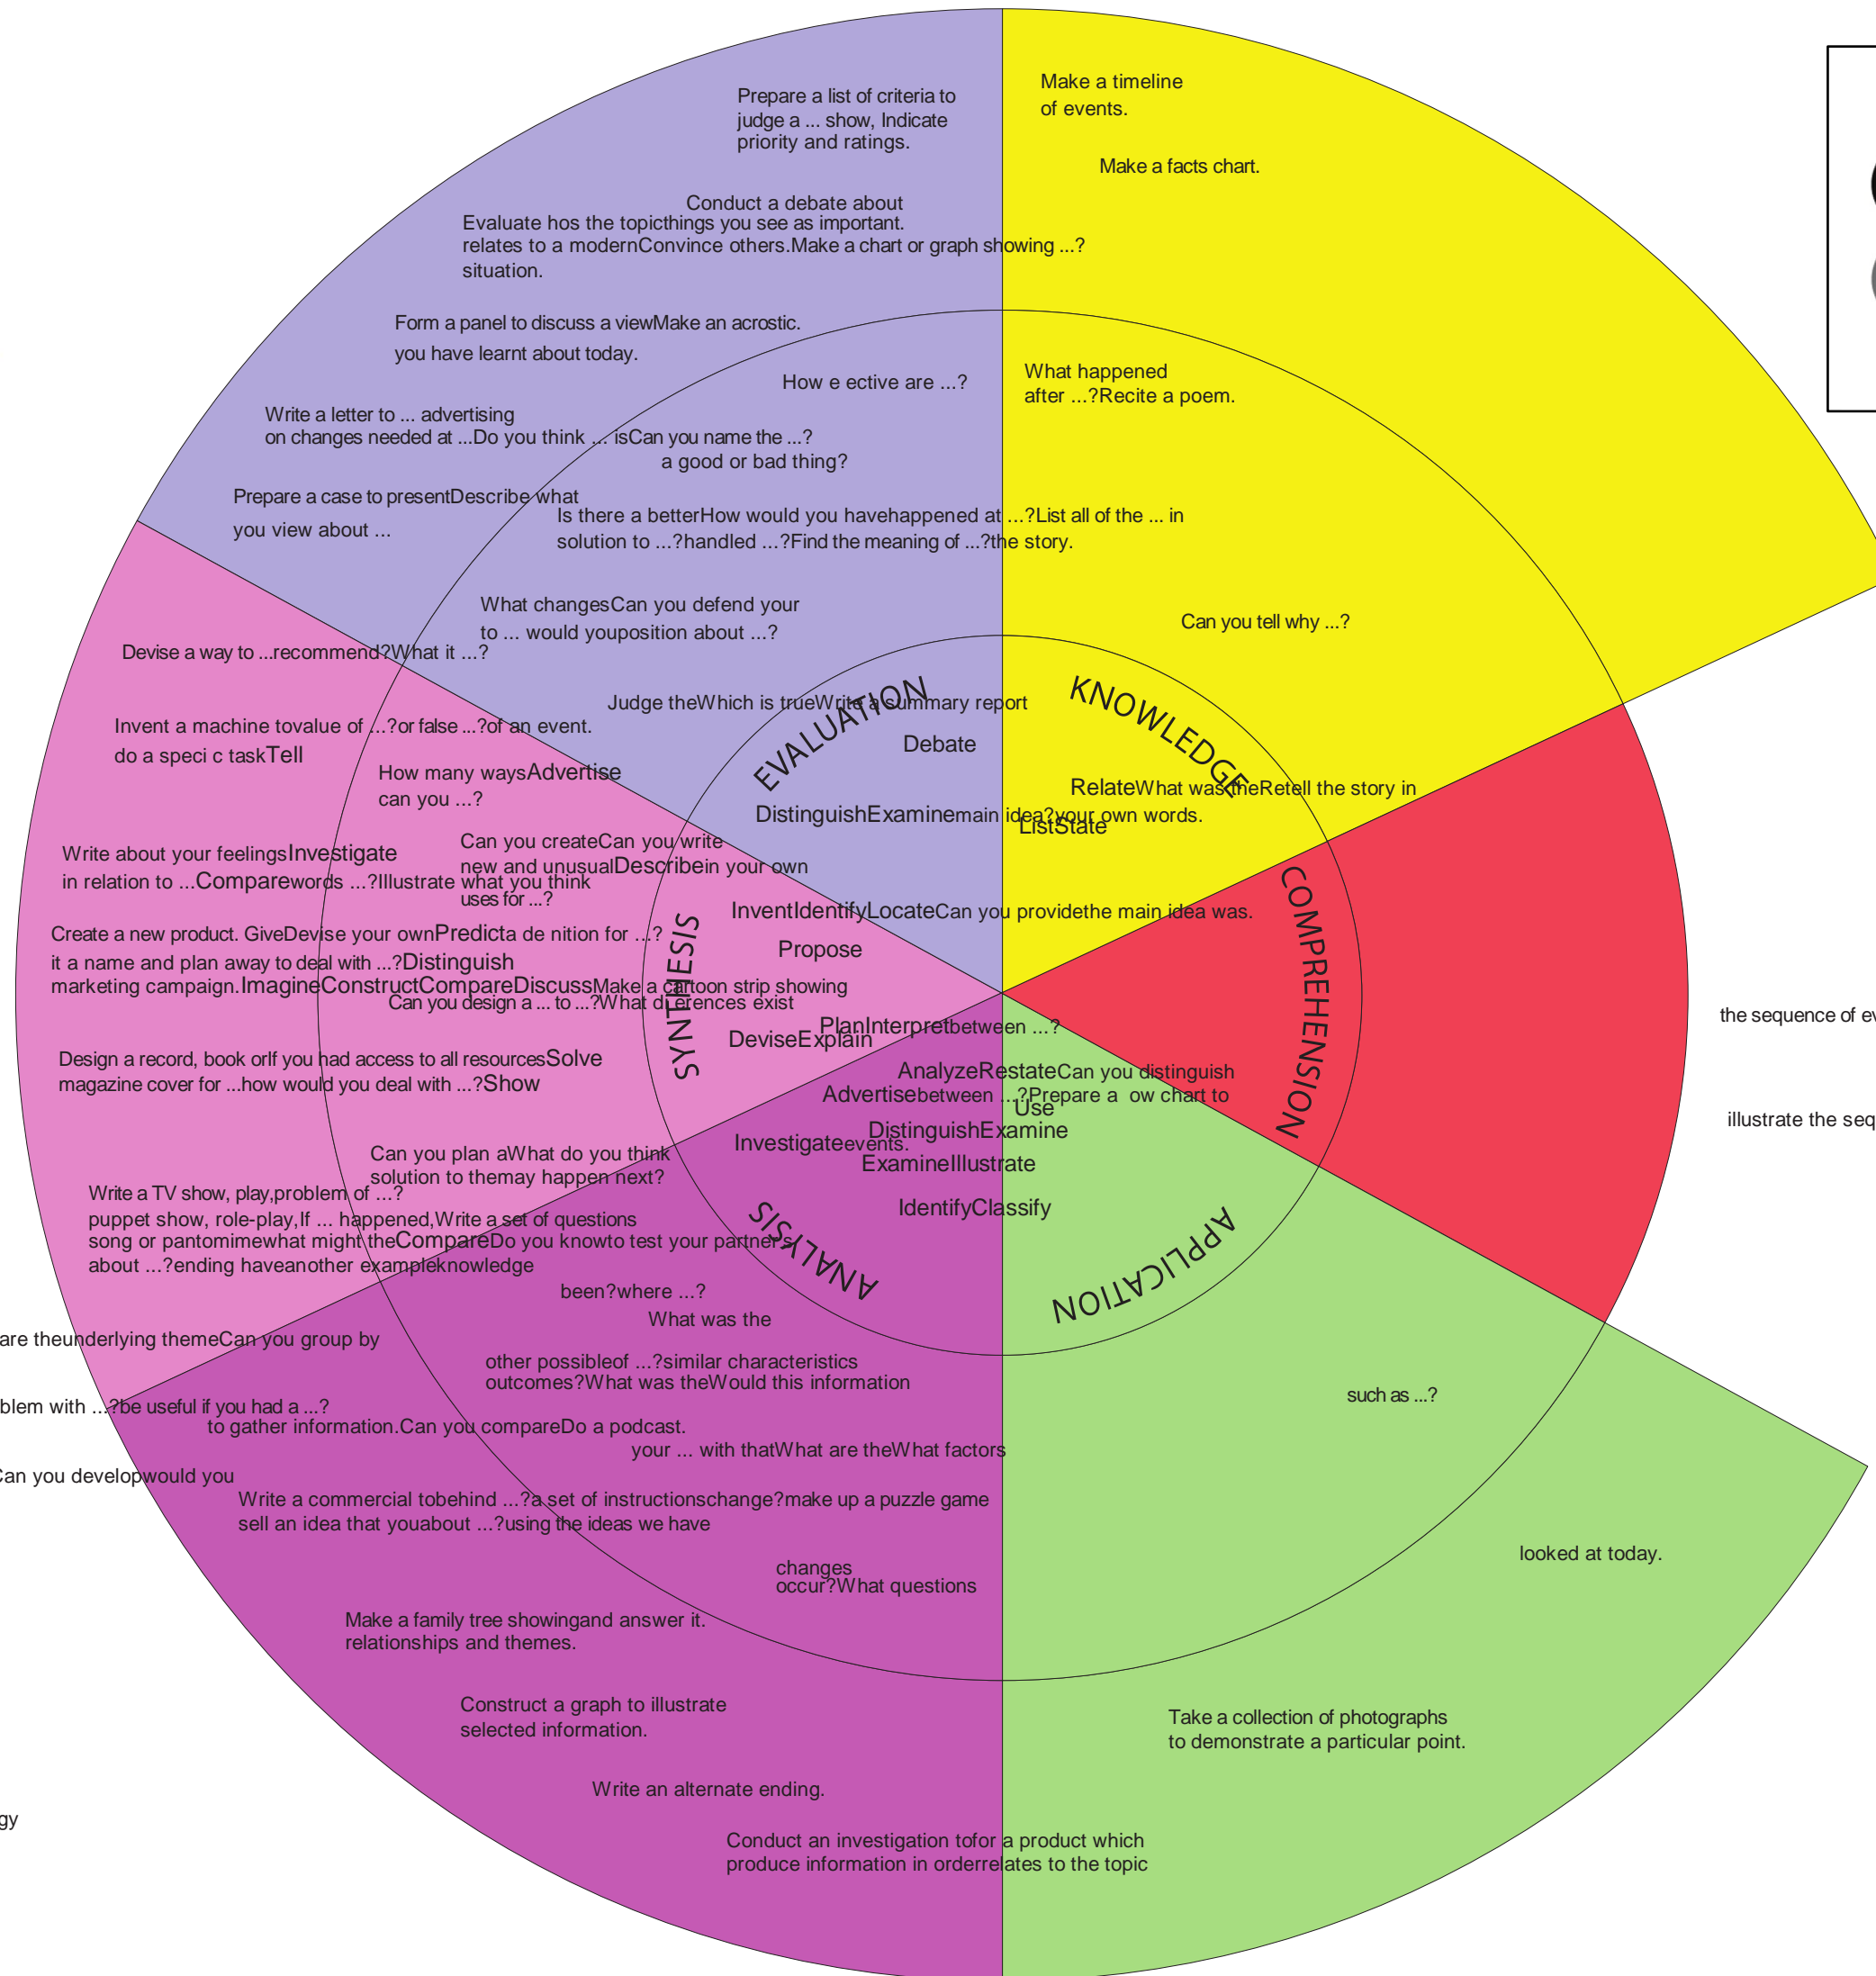 Make a timeline
of events.
Prepare a list of criteria to
judge a ... show, Indicate
priority and ratings.
Make a facts chart.
Conduct a debate about
Evaluate hos the topicthings you see as important.
relates to a modernConvince others.Make a chart or graph showing ...?
situation.
Form a panel to discuss a viewMake an acrostic.
you have learnt about today.
How e ective are ...?
What happened
after ...?Recite a poem.
Write a letter to ... advertising
on changes needed at ...Do you think ... isCan you name the ...?
a good or bad thing?
Prepare a case to presentDescribe what
you view about ...
Is there a betterHow would you havehappened at ...?List all of the ... in
solution to ...?handled ...?Find the meaning of ...?the story.
What changesCan you defend your
to ... would youposition about ...?
Can you tell why ...?
Devise a way to ...recommend?What it ...?
Judge theWhich is trueWrite a summary report
EVALUATION
KNOWLEDGE
Invent a machine tovalue of ...?or false ...?of an event.
do a speci c taskTell
Debate
How many waysAdvertise
can you ...?
RelateWhat was theRetell the story in
DistinguishExaminemain idea?your own words.
ListState
Can you createCan you write
new and unusualDescribein your own
Write about your feelingsInvestigate
in relation to ...Comparewords ...?Illustrate what you think
uses for ...?
COMPREHENSION
InventIdentifyLocateCan you providethe main idea was.
Create a new product. GiveDevise your ownPredicta de nition for ...?
Propose
it a name and plan away to deal with ...?Distinguish
marketing campaign.ImagineConstructCompareDiscussMake a cartoon strip showing
SYNTHESIS
Can you design a ... to ...?What di erences exist
the sequence of ev
PlanInterpretbetween ...?
DeviseExplain
Design a record, book orIf you had access to all resourcesSolve
magazine cover for ...how would you deal with ...?Show
AnalyzeRestateCan you distinguish
Advertisebetween ...?Prepare a ow chart to
Use
illustrate the seq
DistinguishExamine
Investigateevents.
Can you plan aWhat do you think
solution to themay happen next?
ExamineIllustrate
Write a TV show, play,problem of ...?
IdentifyClassify
puppet show, role-play,If ... happened,Write a set of questions
song or pantomimewhat might theCompareDo you knowto test your partner's
about ...?ending haveanother exampleknowledge
ANALYSIS
APPLICATION
been?where ...?
What was the
are theunderlying themeCan you group by
other possibleof ...?similar characteristics
outcomes?What was theWould this information
such as ...?
blem with ...?be useful if you had a ...?
to gather information.Can you compareDo a podcast.
your ... with thatWhat are theWhat factors
Can you developwould you
Write a commercial tobehind ...?a set of instructionschange?make up a puzzle game
sell an idea that youabout ...?using the ideas we have
looked at today.
changes
occur?What questions
Make a family tree showingand answer it.
relationships and themes.
Construct a graph to illustrate
selected information.
Take a collection of photographs
to demonstrate a particular point.
Write an alternate ending.
gy
Conduct an investigation tofor a product which
produce information in orderrelates to the topic